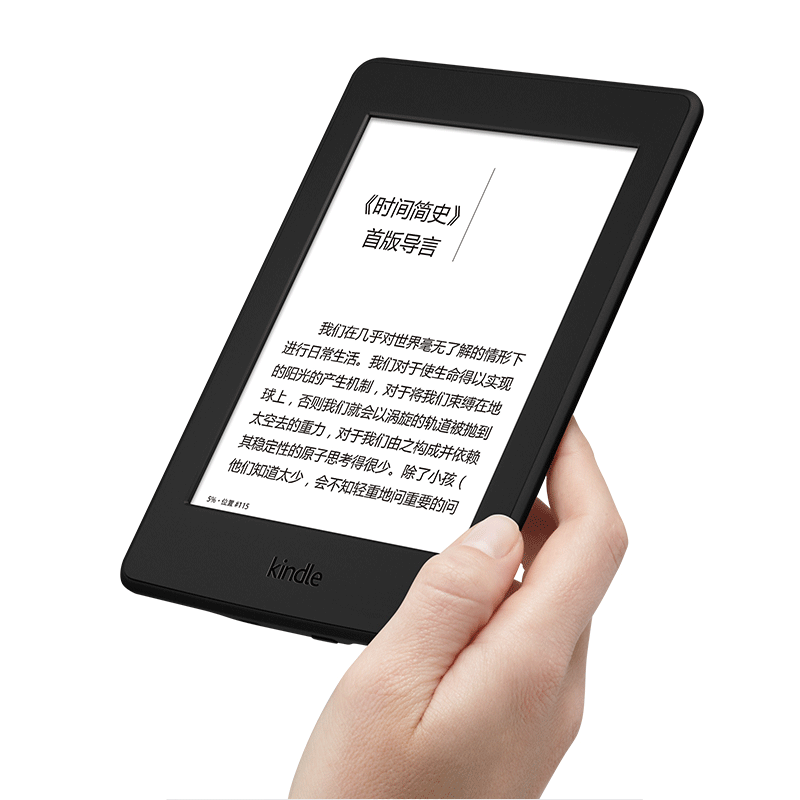 《时间简史》
首版导言
我们在几乎对世界毫无了解的情形下
进行日常生活。我们对于使生命得以实现
的阳光的产生机制，对于将我们束缚在地
球上，否则我们就会以涡旋的轨道被抛到
太空去的重力，对于我们由之构成并依赖
其稳定性的原子思考得很少。除了小孩（
他们知道太少，会不知轻重地问重要的问
5% • 位置 #115
kindle